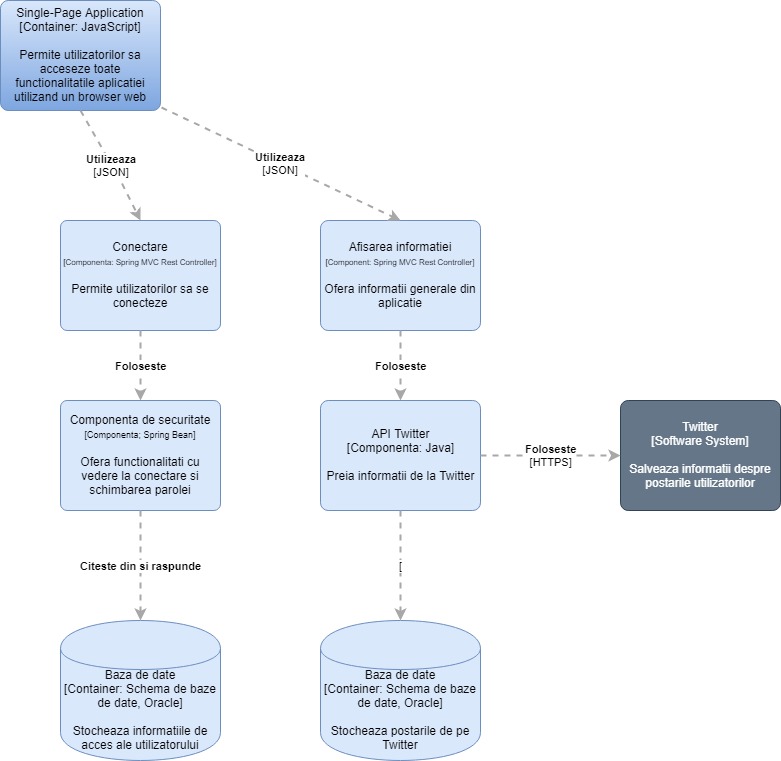 Single-Page Application
[Container: JavaScript]
Permite utilizatorilor sa
acceseze toate
functionalitatile aplicatiei
utilizand un browser web
Utilizeaza
[JSON]
Utilizeaza
[JSON]
Conectare
[Componenta: Spring MVC Rest Controller]
Permite utilizatorilor sa se
conecteze
Afisarea informatiei
[Component: Spring MVC Rest Controller]
Ofera informatii generale din
aplicatie
Foloseste
Foloseste
Componenta de securitate
[Componenta; Spring Bean]
Ofera functionalitati cu
vedere la conectare si
schimbarea parolei
API Twitter
[Componenta: Java]
Preia informatii de la Twitter
Foloseste
[HTTPS]
Twitter
[Software System]
Salveaza informatii despre
postarile utilizatorilor
Citeste din si raspunde
[
Baza de date
[Container: Schema de baze
de date, Oracle]
Stocheaza informatiile de
acces ale utilizatorului
Baza de date
[Container: Schema de baze
de date, Oracle]
Stocheaza postarile de pe
Twitter